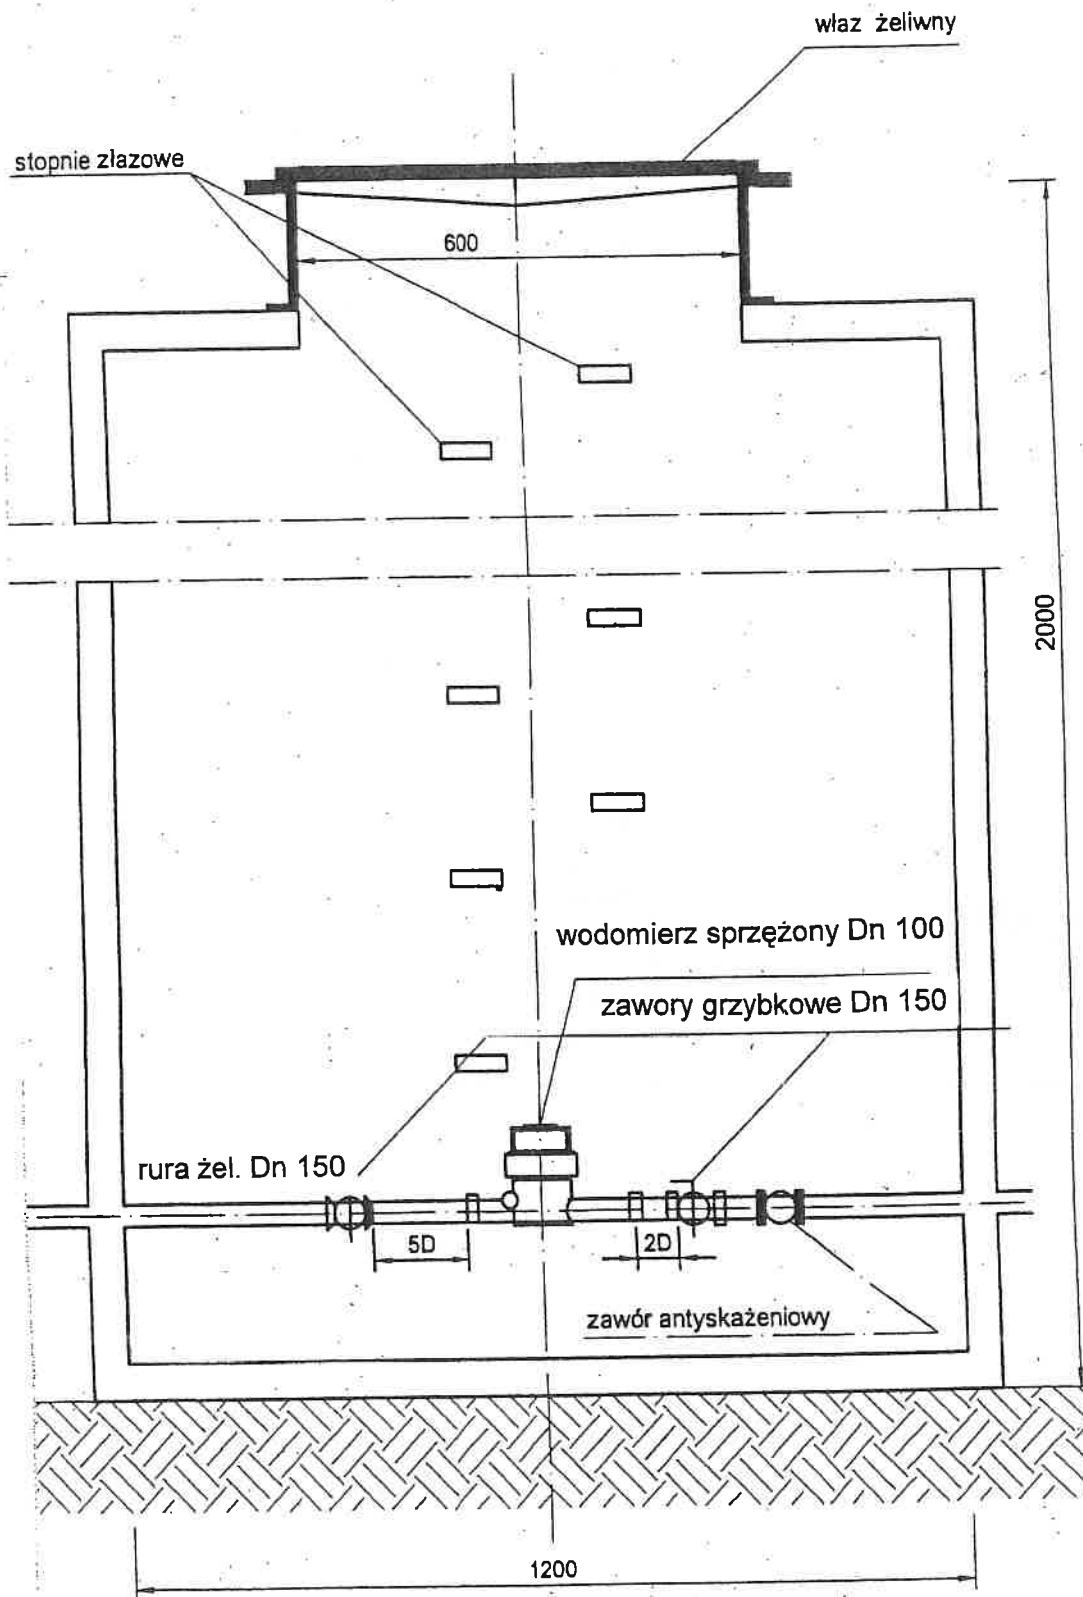 właz żeliwny
stopnie złazowe
600
2000
wodomierz sprzężony Dn 100
zawory grzybkowe Dn 150
rura żel. Dn 150
5D
2D
zawór antyskażeniowy
1200